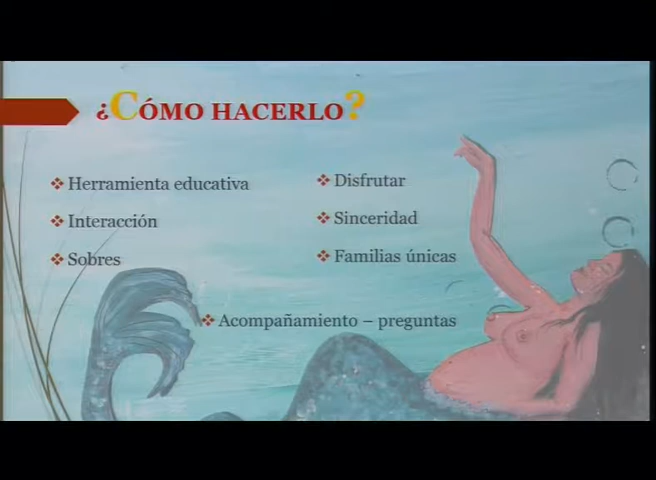 ¿CÓMO HACERLO?
❖ Herramienta educativa
❖ Interacción
❖ Sobres
❖ Disfrutar
❖ Sinceridad
❖ Familias únicas
❖ Acompañamiento – preguntas